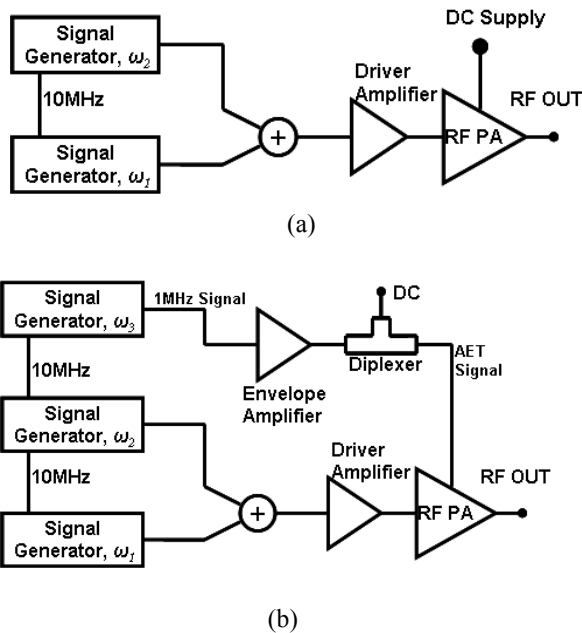 DC Supply
Signal
Generator, ω2
10MHz
Signal
Generator, ω1
+
Driver
Amplifier
RF PA
RF OUT
(a)
Signal
Generator, ω3
1MHz Signal
Envelope
Amplifier
DC
Diplexer
AET
Signal
10MHz
Signal
Generator, ω2
10MHz
Signal
Generator, ω1
+
Driver
Amplifier
RF PA
RF OUT
(b)